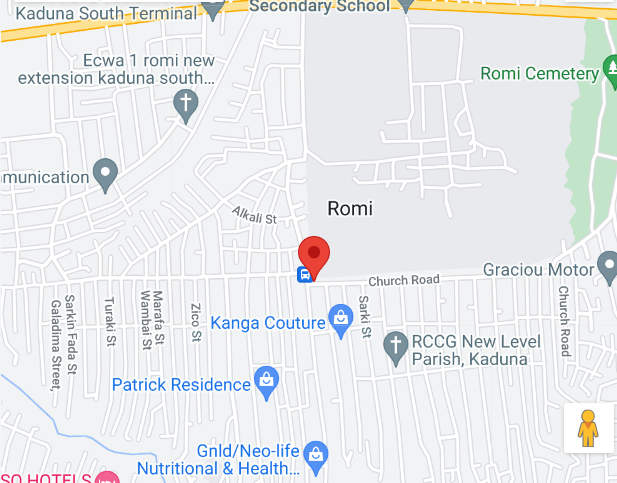 Kaduna South Terminal
Secondary School
Ecwa 1 romi new
extension kaduna south...
Romi Cemetery
munication
Alkali St
Romi
Church Road
Graciou Motor
Galadima Street,
Sarkin Fada St
Turaki St
Wambai St
Marafa St
Zico St
Kanga Couture
Sarki St
RCCG New Level
Parish, Kaduna
Church Road
Patrick Residence
Gnld/Neo-life
Nutritional & Health...
SO HOTELS